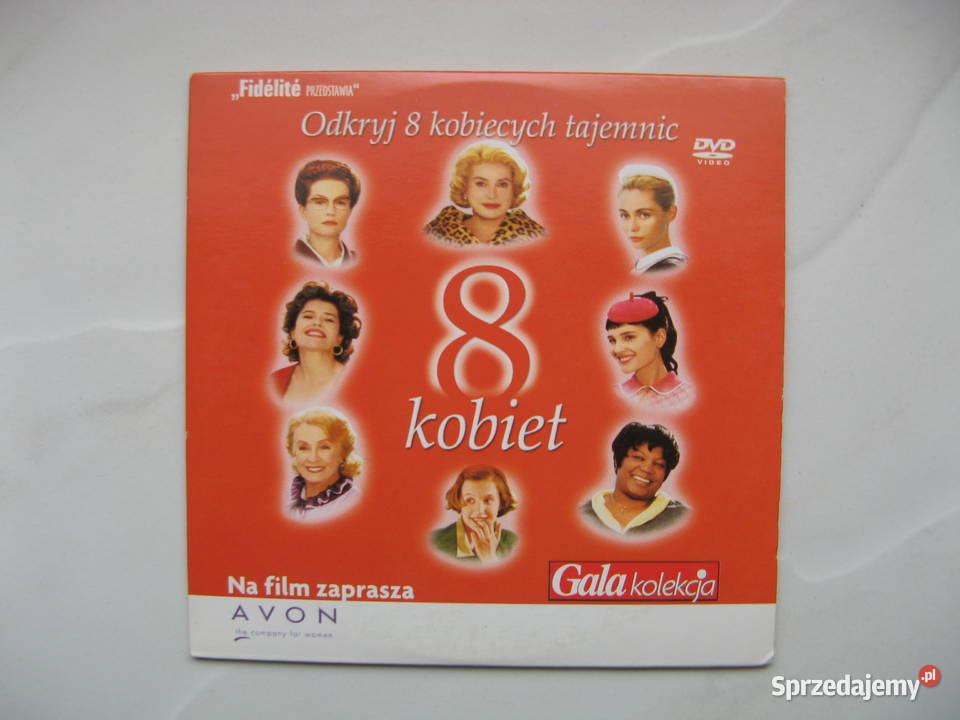 „Fidélité PRZEDSTAWIA"
Odkryj 8 kobiecych tajemnic
DVD
VIDEO
8
kobiet
Na film zaprasza
Gala kolekcja
AVON
the company for women
Sprzedajemy.pl